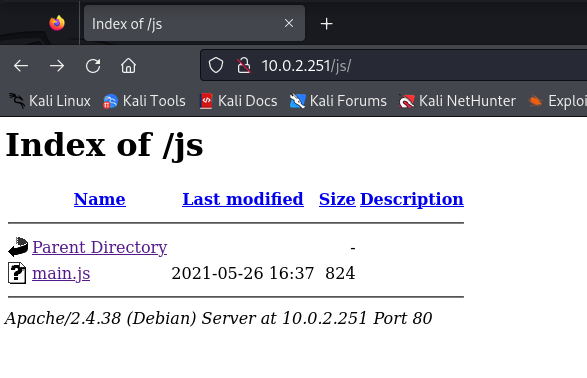 Index of /js
10.0.2.251/js/
Kali Linux Kali Tools Kali Docs Kali Forums Kali NetHunter Exploi
Index of /js
Name Last modified Size Description
Parent Directory -
main.js 2021-05-26 16:37 824
Apache/2.4.38 (Debian) Server at 10.0.2.251 Port 80